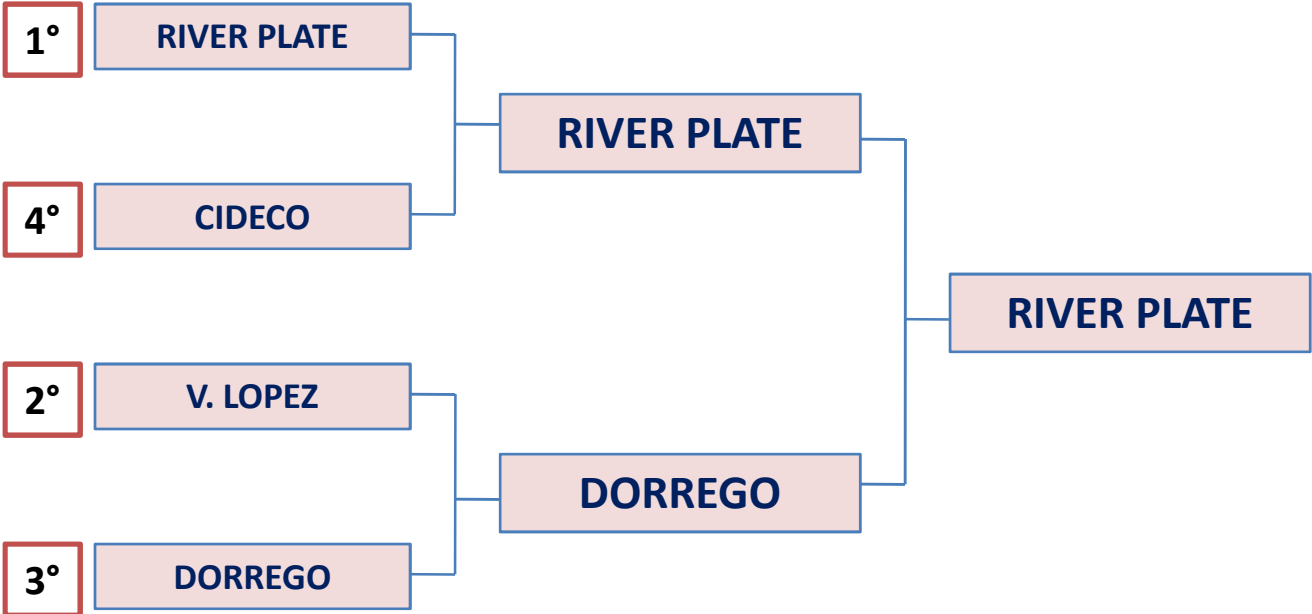 1° RIVER PLATE
RIVER PLATE
4° CIDECO
RIVER PLATE
2° V. LOPEZ
DORREGO
3° DORREGO